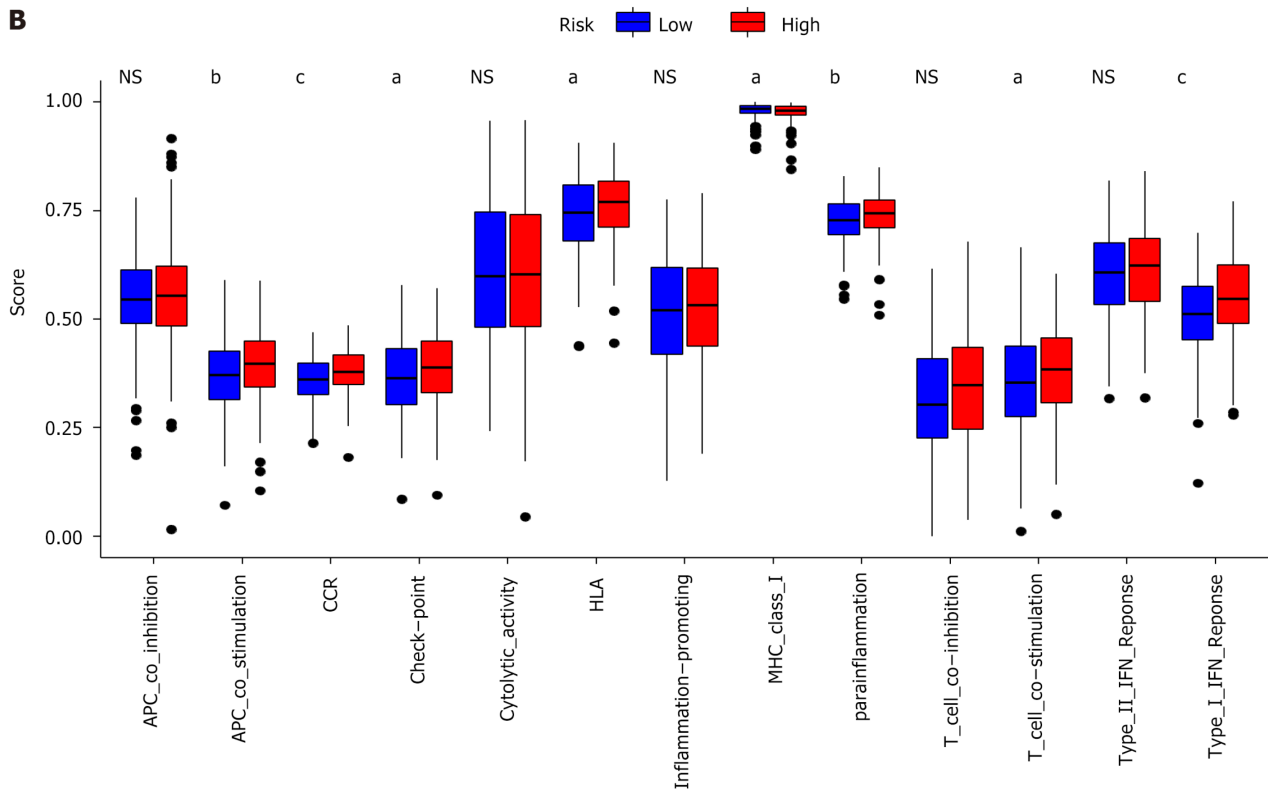 B
Risk Low High
NS b c a NS a NS a b NS a NS c
1.00
0.75
0.50
0.25
0.00
Score
APC_co_inhibition
APC_co_stimulation
CCR
Check−point
Cytolytic_activity
HLA
Inflammation−promoting
MHC_class_I
parainflammation
T_cell_co−inhibition
T_cell_co−stimulation
Type_II_IFN_Reponse
Type_I_IFN_Reponse